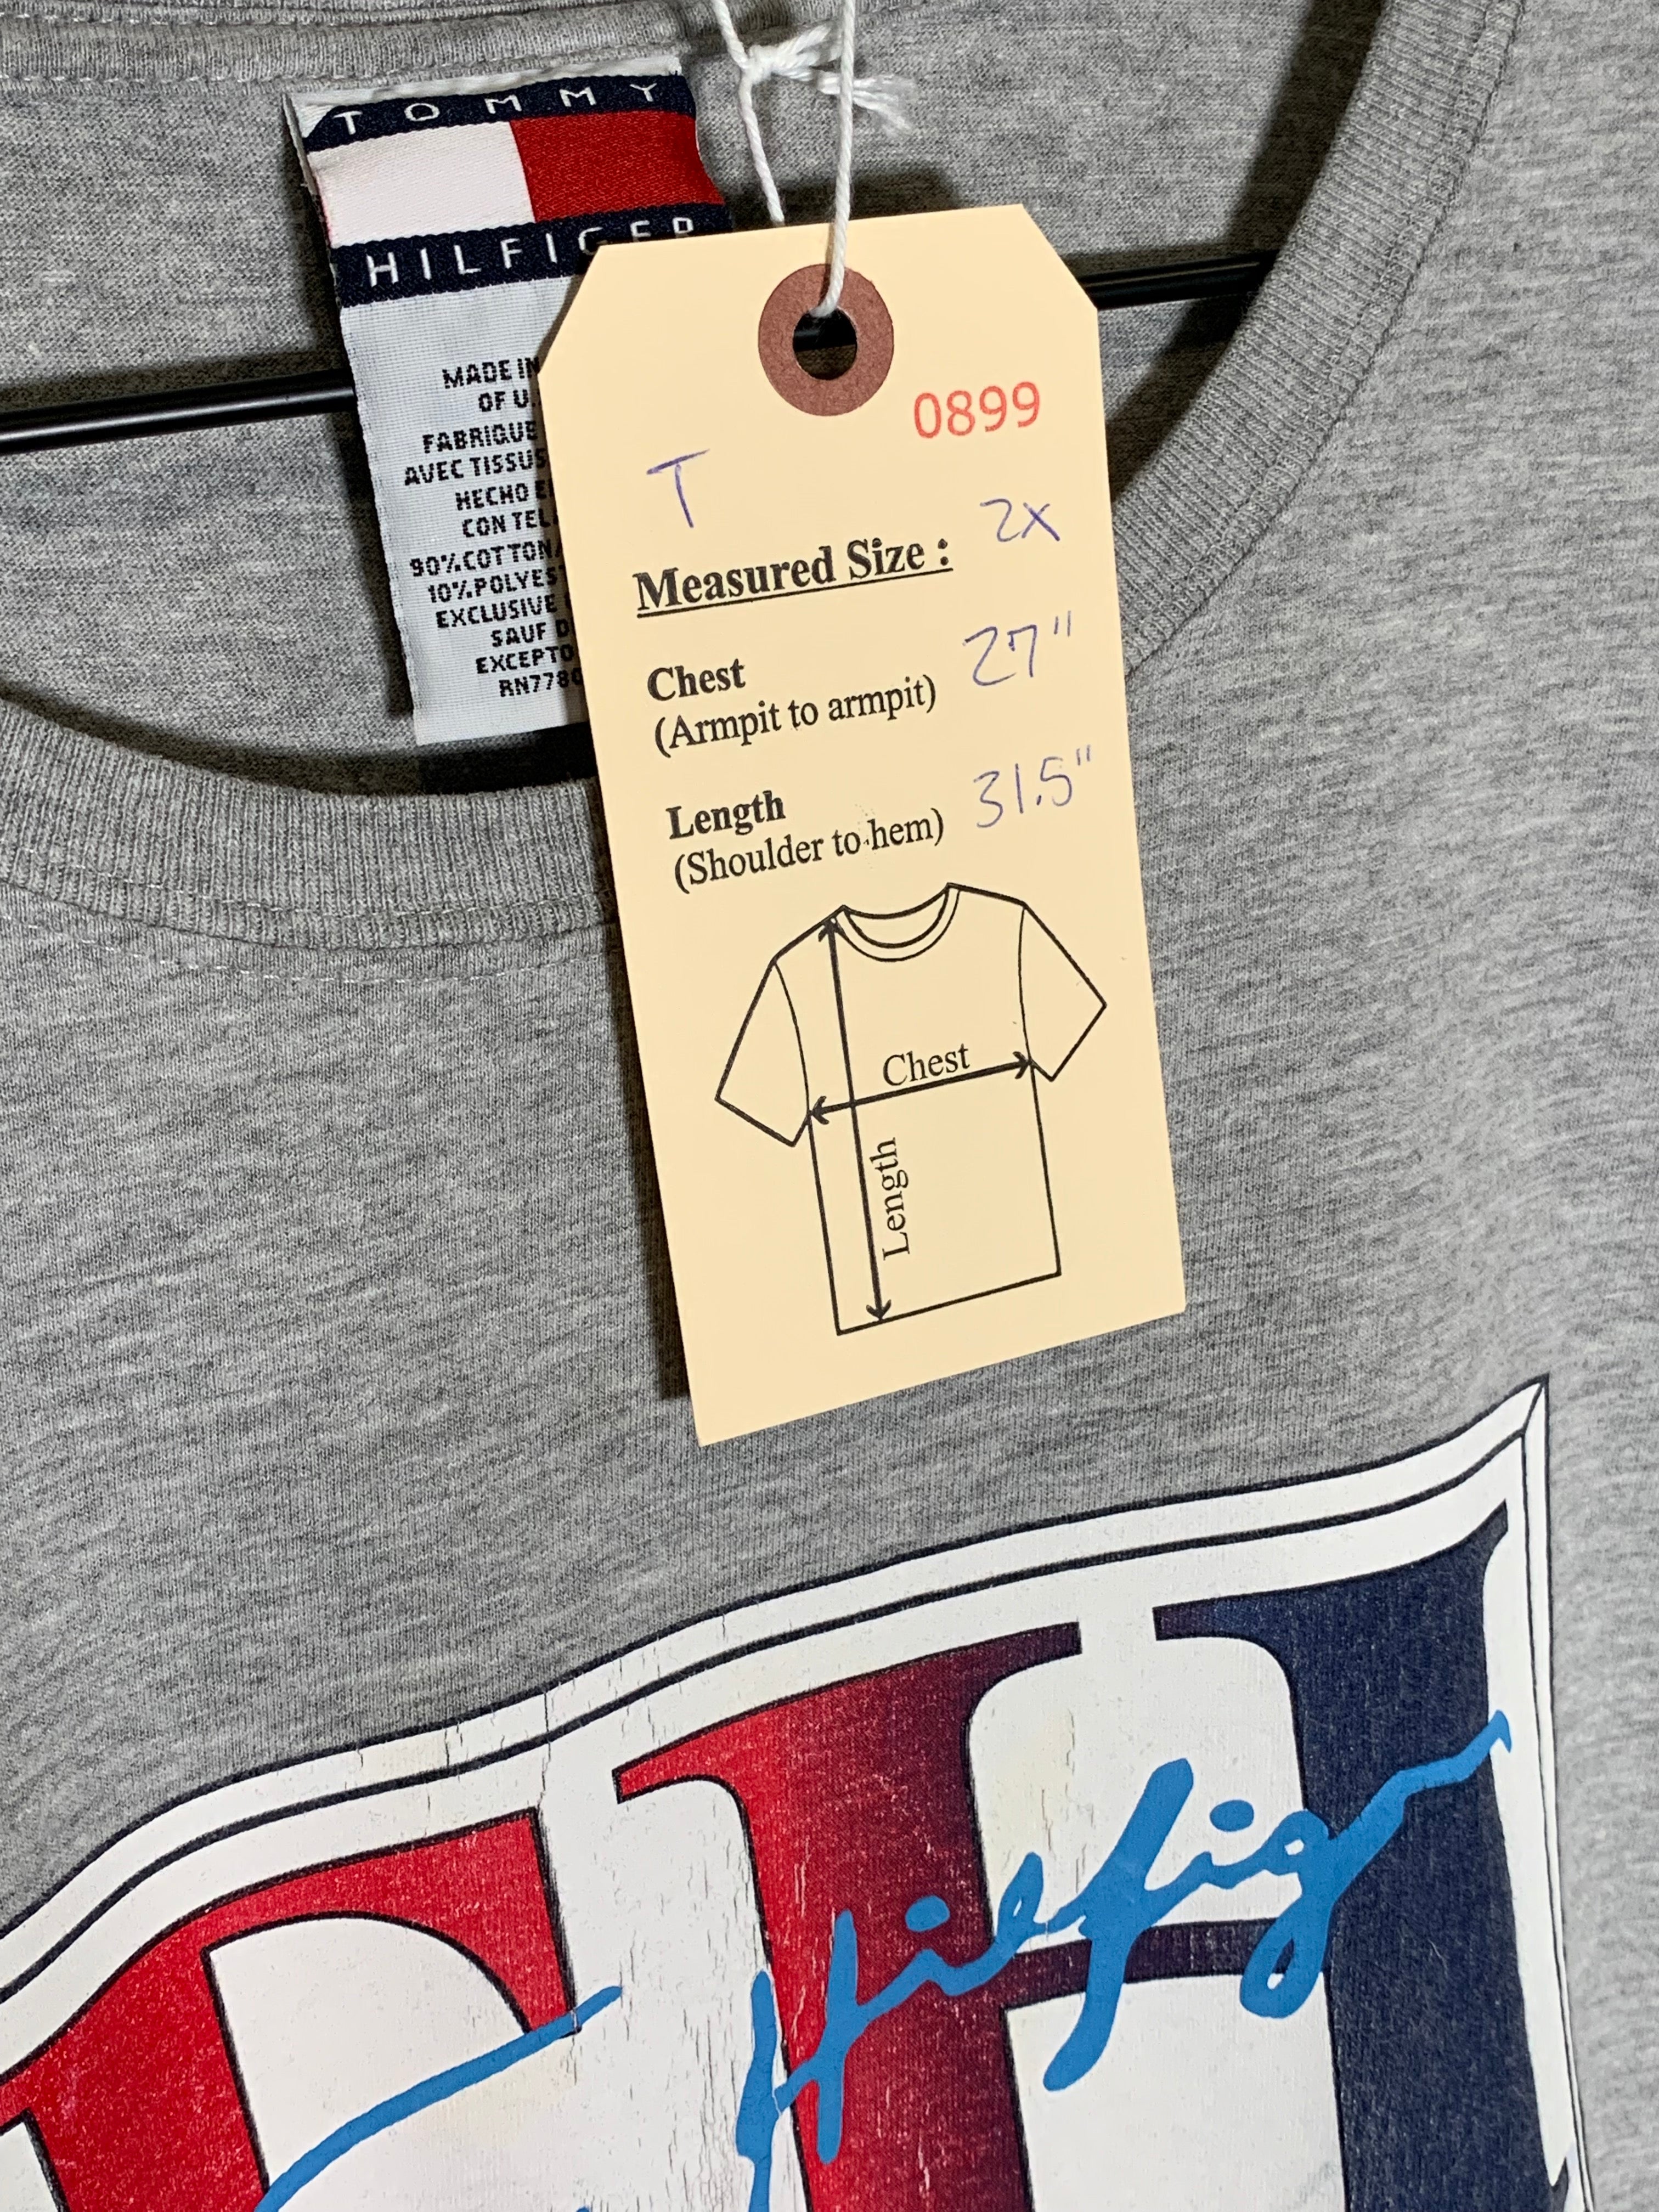 TOMMY
HILFIGER
MADE IN
OF U.
FABRIQUE
AVEC TISSUS
HECHO
CON TEL
90%COTTON
10%POLYES
EXCLUSIVE
SAUF D
EXCEPTO
RN7780
0899
T
2X
Measured Size :
Chest 27"
(Armpit to armpit)
Length 31.5"
(Shoulder to hem)
Chest
Length
H
Hilfiger